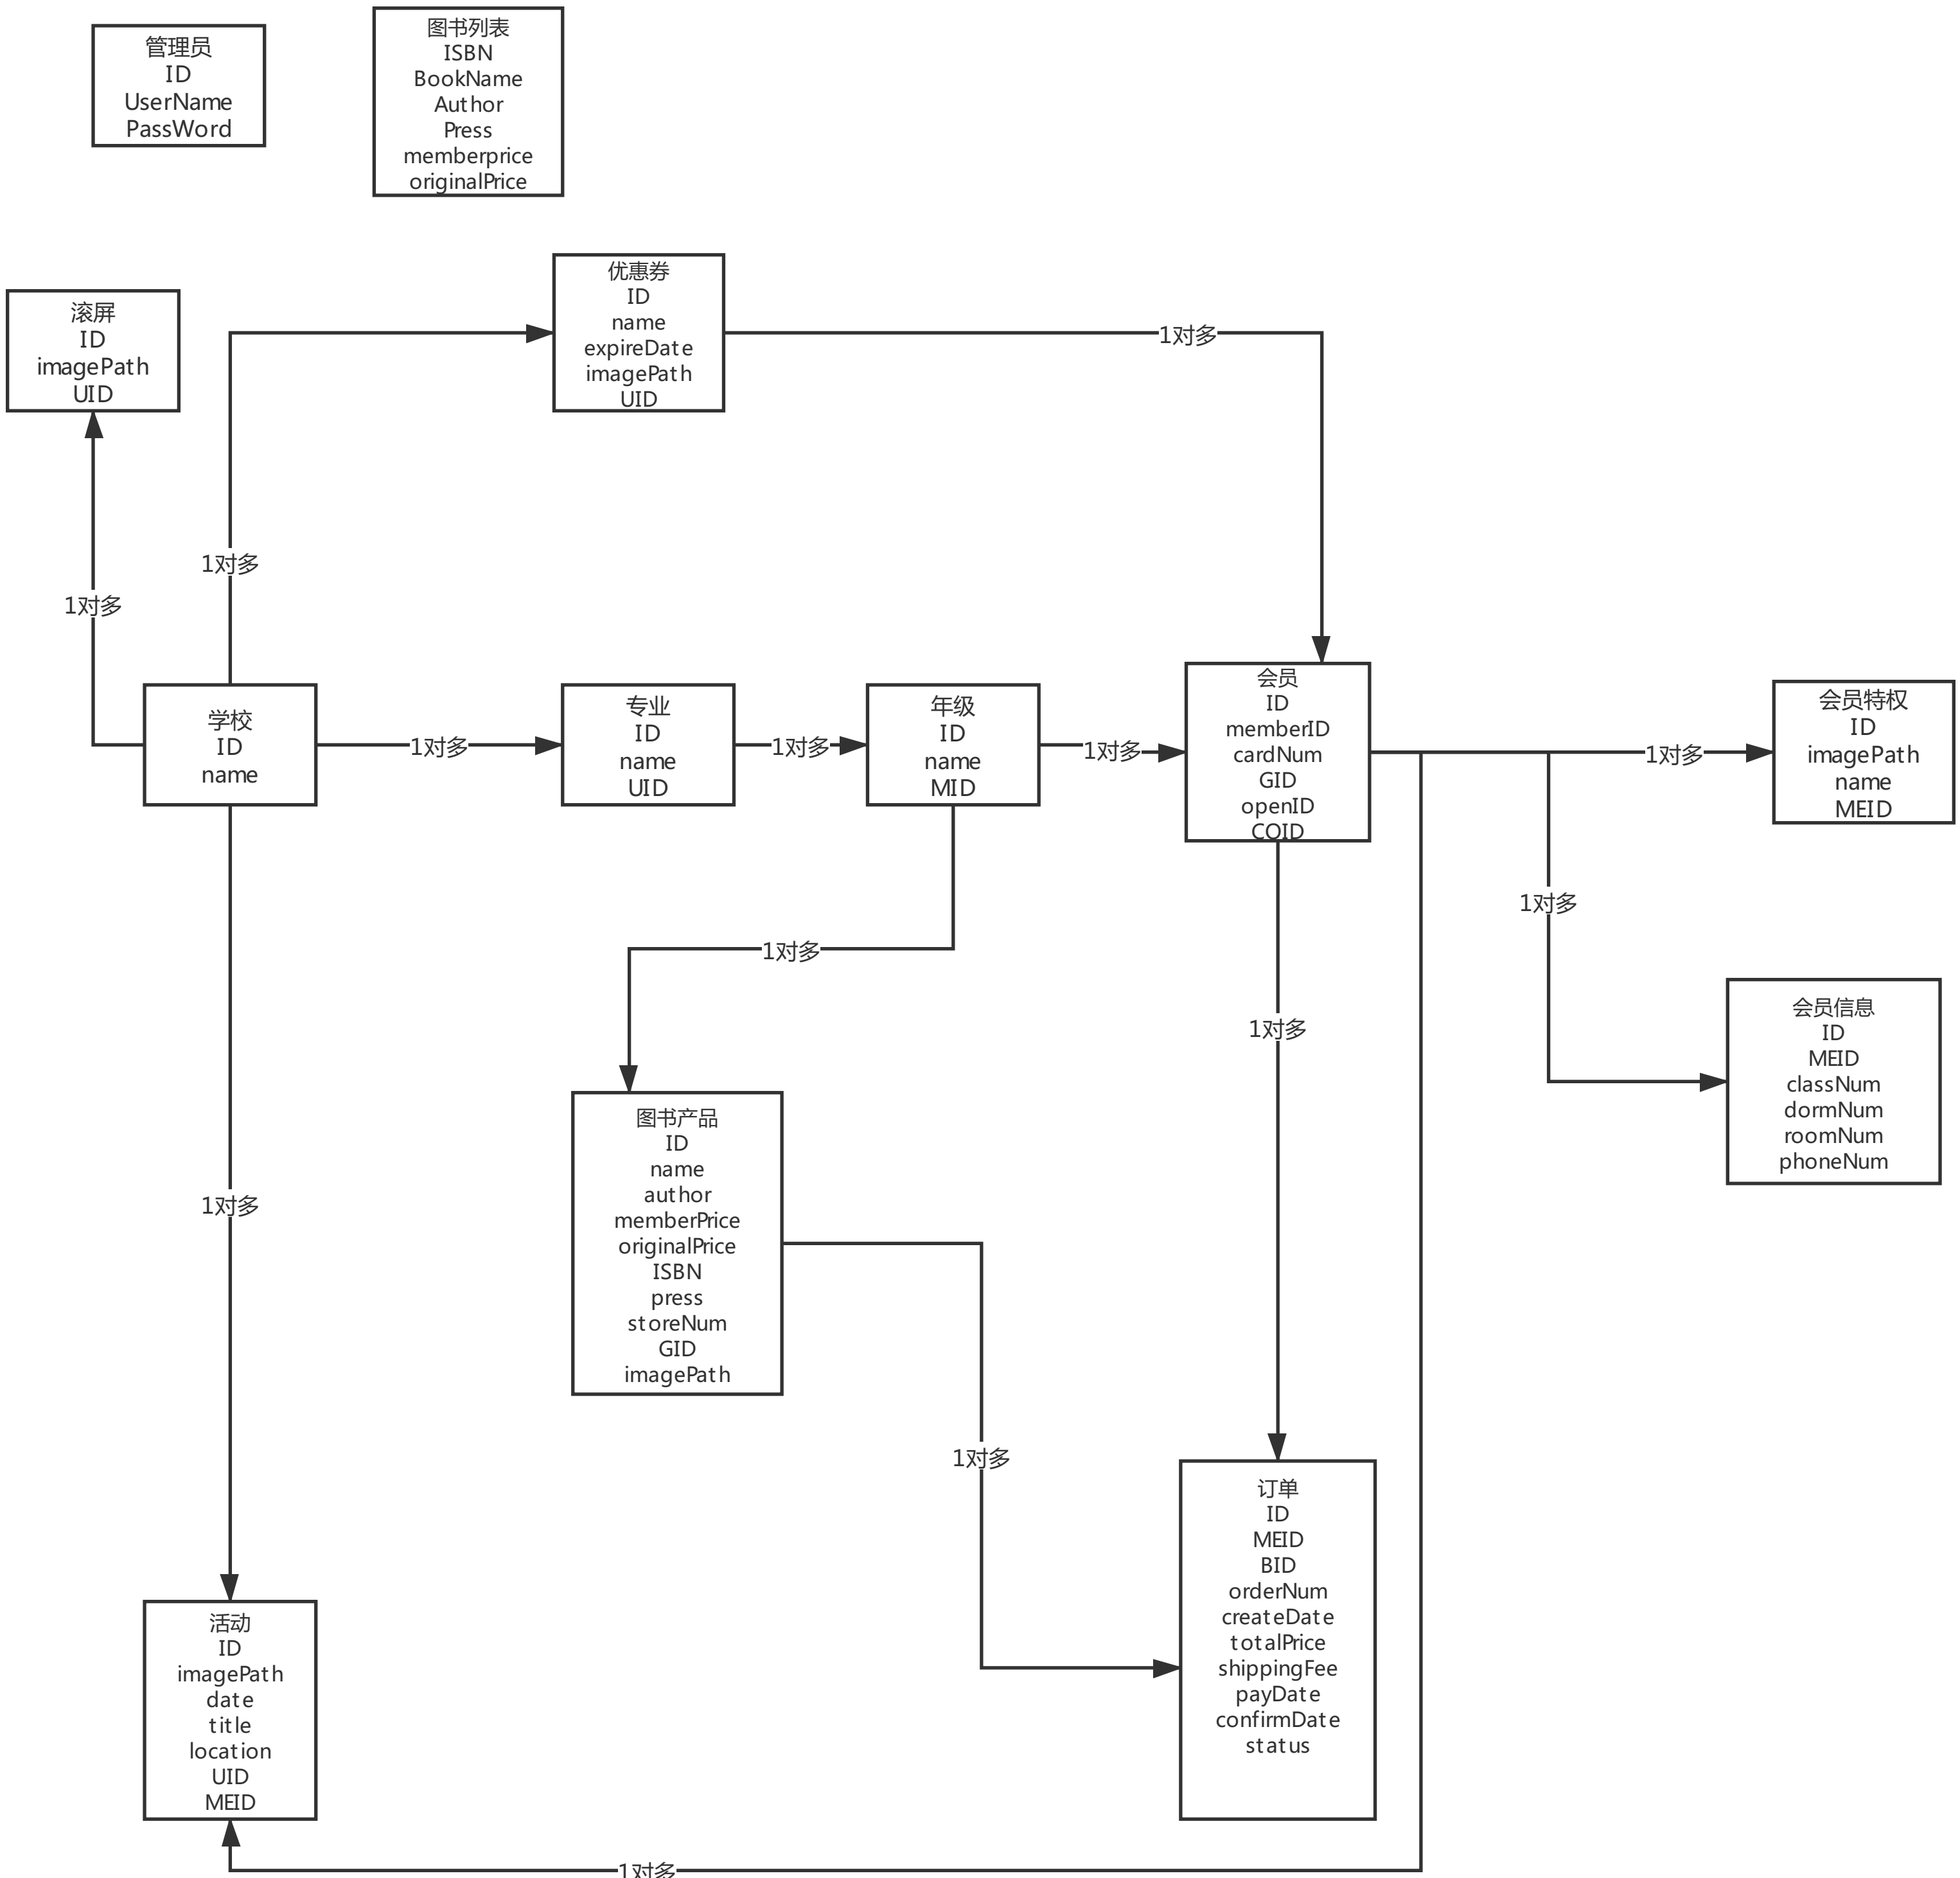 管理员
ID
UserName
PassWord
图书列表
ISBN
BookName
Author
Press
memberprice
originalPrice
滚屏
ID
imagePath
UID
优惠券
ID
name
expireDate
imagePath
UID
1对多
1对多
1对多
学校
ID
name
1对多
专业
ID
name
UID
1对多
年级
ID
name
MID
1对多
会员
ID
memberID
cardNum
GID
openID
COID
1对多
会员特权
ID
imagePath
name
MEID
1对多
1对多
1对多
会员信息
ID
MEID
classNum
dormNum
roomNum
phoneNum
1对多
图书产品
ID
name
author
memberPrice
originalPrice
ISBN
press
storeNum
GID
imagePath
1对多
订单
ID
MEID
BID
orderNum
createDate
totalPrice
shippingFee
payDate
confirmDate
status
活动
ID
imagePath
date
title
location
UID
MEID
1对多